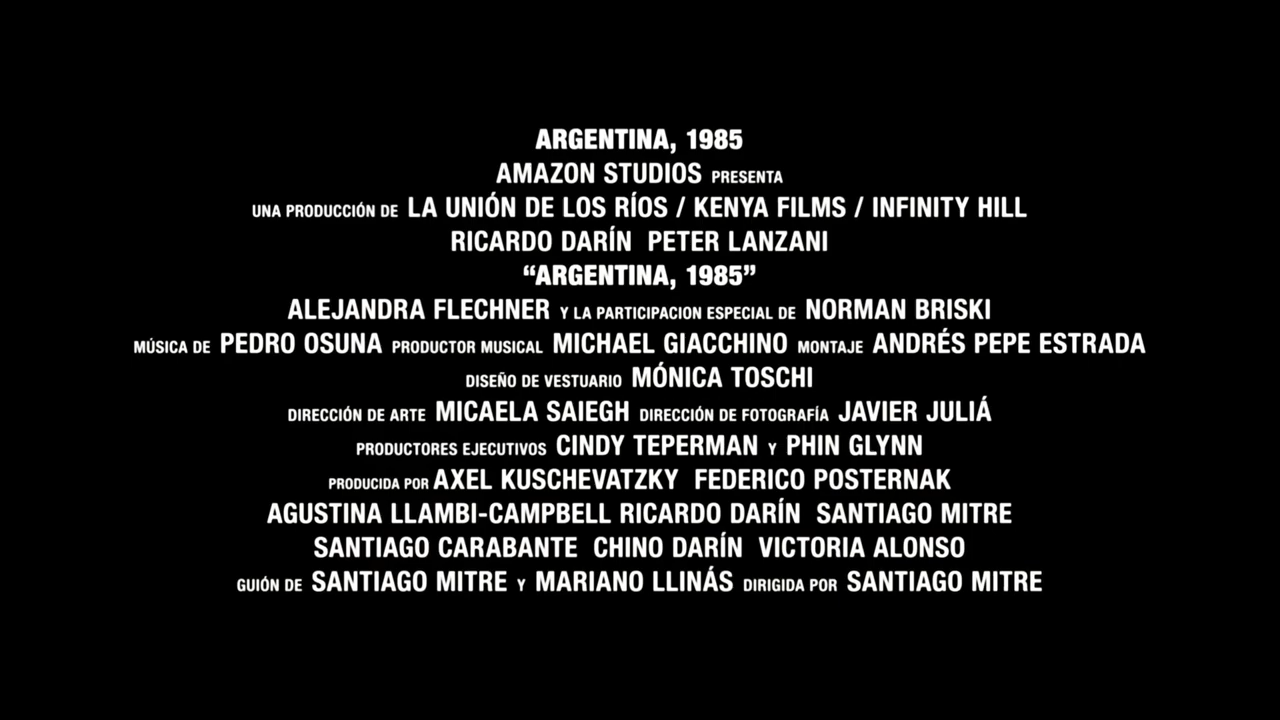 ARGENTINA, 1985
AMAZON STUDIOS PRESENTA
UNA PRODUCCIÓN DE LA UNIÓN DE LOS RÍOS / KENYA FILMS / INFINITY HILL
RICARDO DARÍN PETER LANZANI
“ARGENTINA, 1985”
ALEJANDRA FLECHNER Y LA PARTICIPACION ESPECIAL DE NORMAN BRISKI
MÚSICA DE PEDRO OSUNA PRODUCTOR MUSICAL MICHAEL GIACCHINO MONTAJE ANDRÉS PEPE ESTRADA
DISEÑO DE VESTUARIO MÓNICA TOSCHI
DIRECCIÓN DE ARTE MICAELA SAIEGH DIRECCIÓN DE FOTOGRAFÍA JAVIER JULIÁ
PRODUCTORES EJECUTIVOS CINDY TEPERMAN Y PHIN GLYNN
PRODUCIDA POR AXEL KUSCHEVATZKY FEDERICO POSTERNAK
AGUSTINA LLAMBI-CAMPBELL RICARDO DARÍN SANTIAGO MITRE
SANTIAGO CARABANTE CHINO DARÍN VICTORIA ALONSO
GUIÓN DE SANTIAGO MITRE Y MARIANO LLINÁS DIRIGIDA POR SANTIAGO MITRE